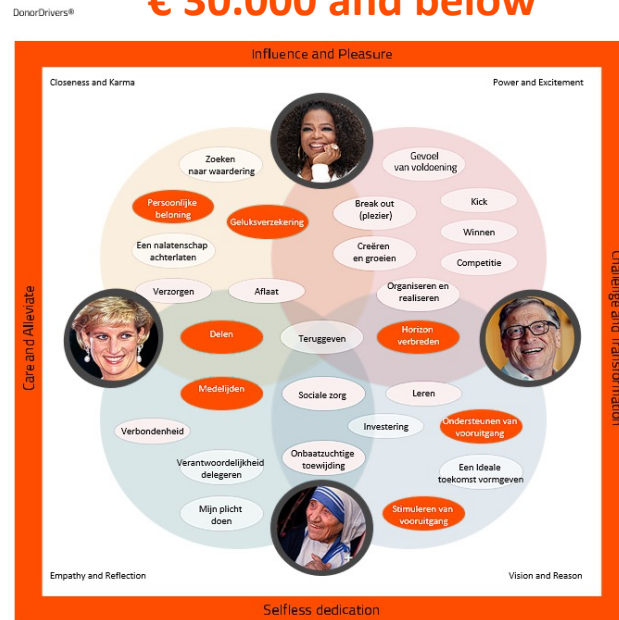 € 30.000 and below
DonorDrivers®
Influence and Pleasure
Closeness and Karma
Power and Excitement
Zoeken
naar waardering
Gevoel
van voldoening
Persoonlijke
beloning
Geluksverzekering
Break out
(plezier)
Kick
Winnen
Een nalatenschap
achterlaten
Creëren
en groeien
Competitie
Verzorgen
Aflaat
Organiseren en
realiseren
Care and Alleviate
Challenge and Transformation
Delen
Teruggeven
Horizon
verbreden
Medelijden
Sociale zorg
Leren
Verbondenheid
Investering
Ondersteunen van
vooruitgang
Verantwoordelijkheid
delegeren
Onbaatzuchtige
toewijding
Een Ideale
toekomst vormgeven
Mijn plicht
doen
Stimuleren van
vooruitgang
Empathy and Reflection
Vision and Reason
Selfless dedication